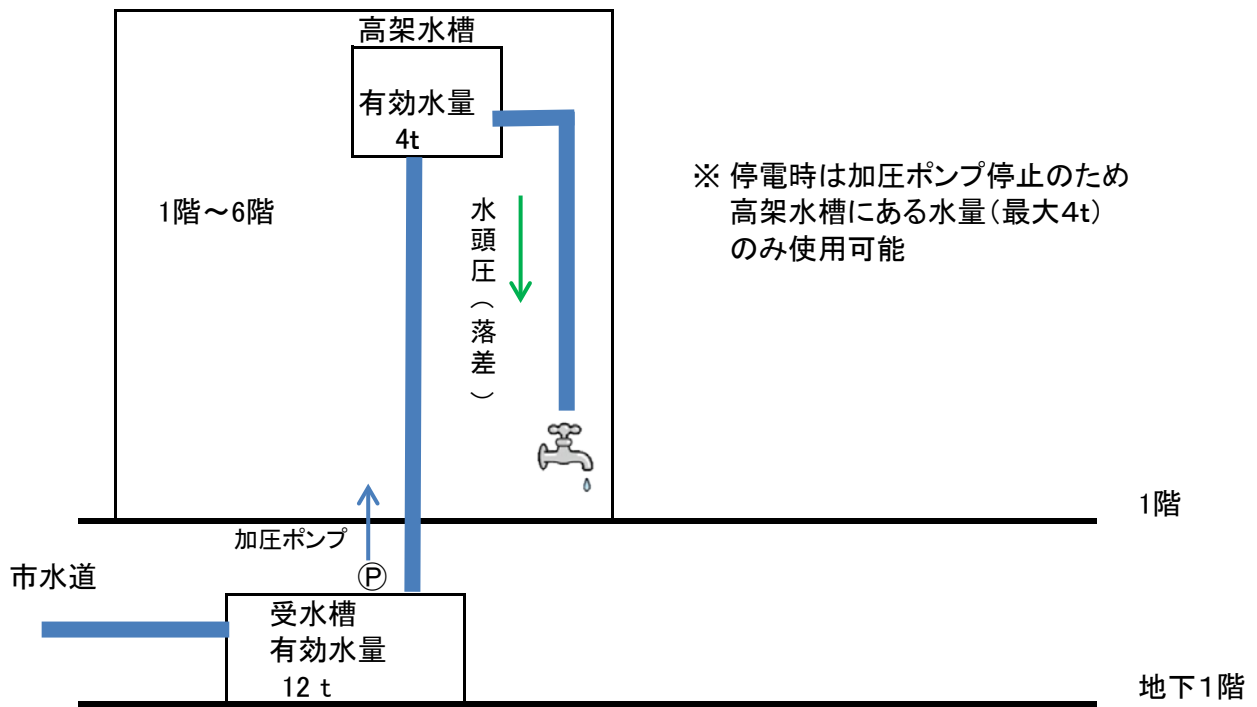 高架水槽
有効水量
4t
1階～6階
水頭圧（落差）
※ 停電時は加圧ポンプ停止のため
高架水槽にある水量（最大４t）
のみ使用可能
1階
加圧ポンプ
Ⓟ
市水道
受水槽
有効水量
12 t
地下１階